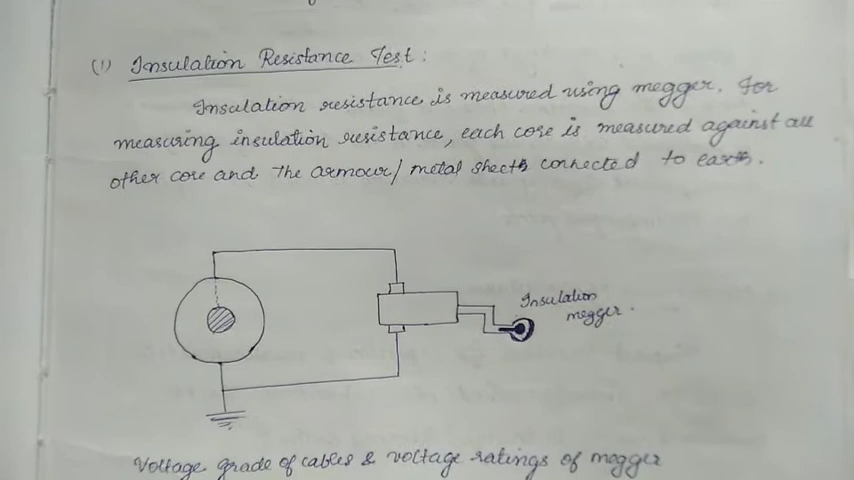 (1) Insulation Resistance Test:
Insulation resistance is measured using megger. For
measuring insulation resistance, each core is measured against all
other core and the armour/ metal sheeth connected to earth.
Insulation
megger.
Voltage grade of cables & voltage ratings of megger